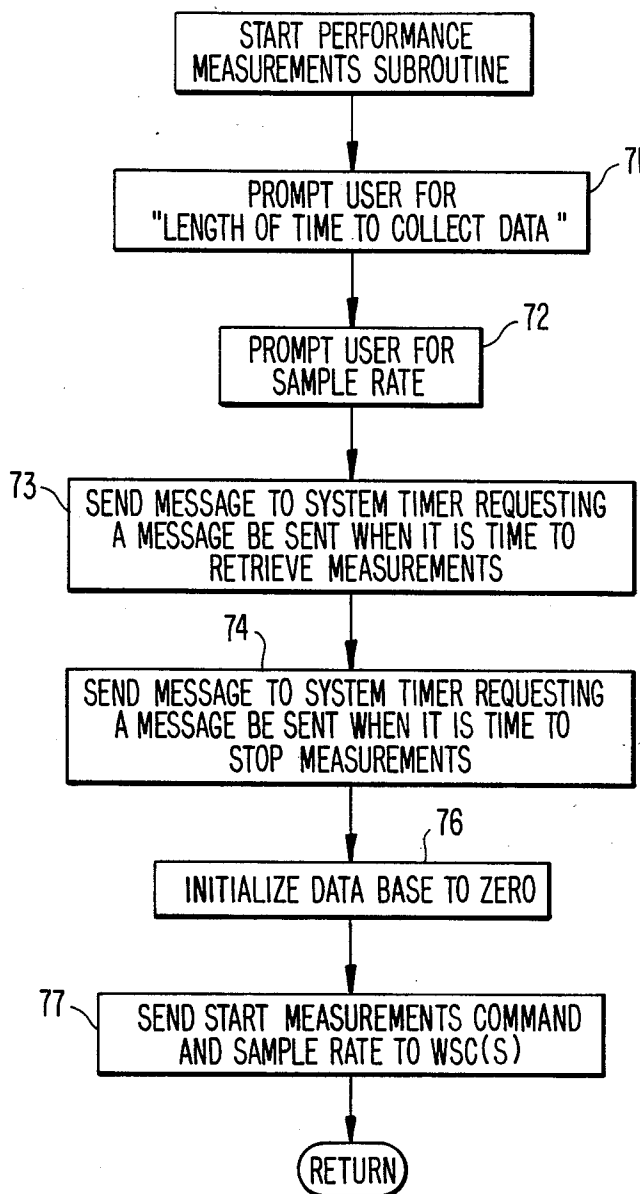 START PERFORMANCE
MEASUREMENTS SUBROUTINE
71
PROMPT USER FOR
"LENGTH OF TIME TO COLLECT DATA"
72
PROMPT USER FOR
SAMPLE RATE
73
SEND MESSAGE TO SYSTEM TIMER REQUESTING
A MESSAGE BE SENT WHEN IT IS TIME TO
RETRIEVE MEASUREMENTS
74
SEND MESSAGE TO SYSTEM TIMER REQUESTING
A MESSAGE BE SENT WHEN IT IS TIME TO
STOP MEASUREMENTS
76
INITIALIZE DATA BASE TO ZERO
77
SEND START MEASUREMENTS COMMAND
AND SAMPLE RATE TO WSC(S)
RETURN